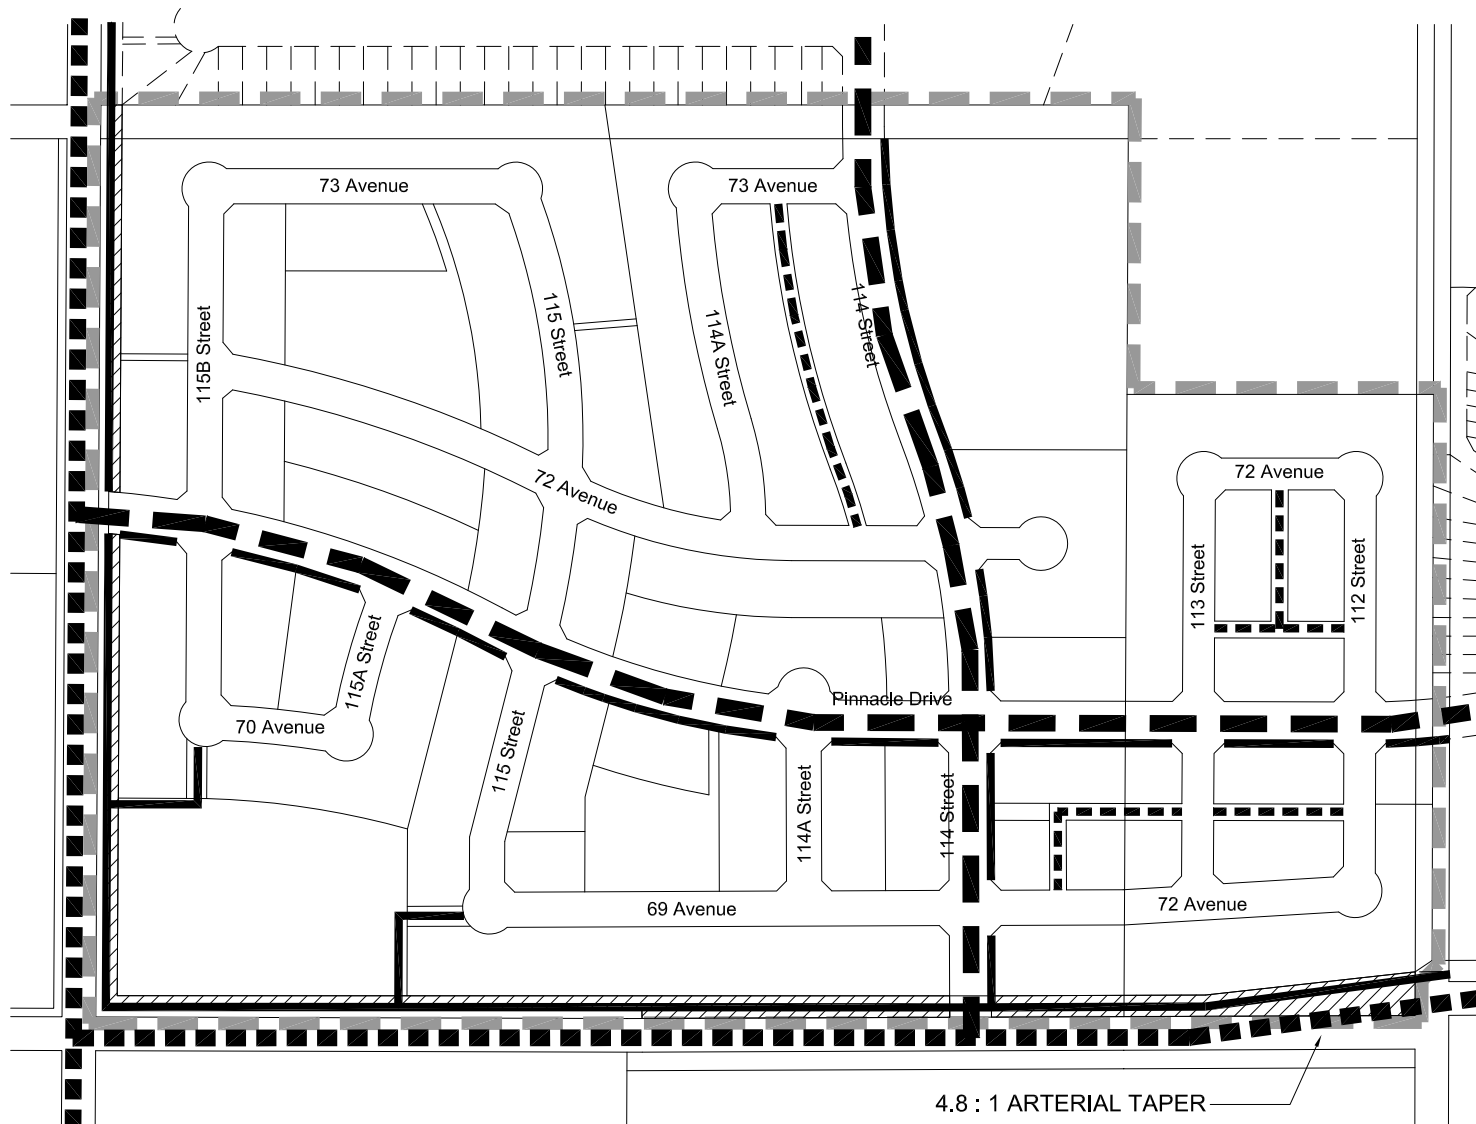 73 Avenue
73 Avenue
115B Street
115 Street
114A Street
114 Street
72 Avenue
72 Avenue
113 Street
112 Street
115A Street
70 Avenue
Pinnacle Drive
115 Street
114A Street
114 Street
69 Avenue
72 Avenue
4.8 : 1 ARTERIAL TAPER